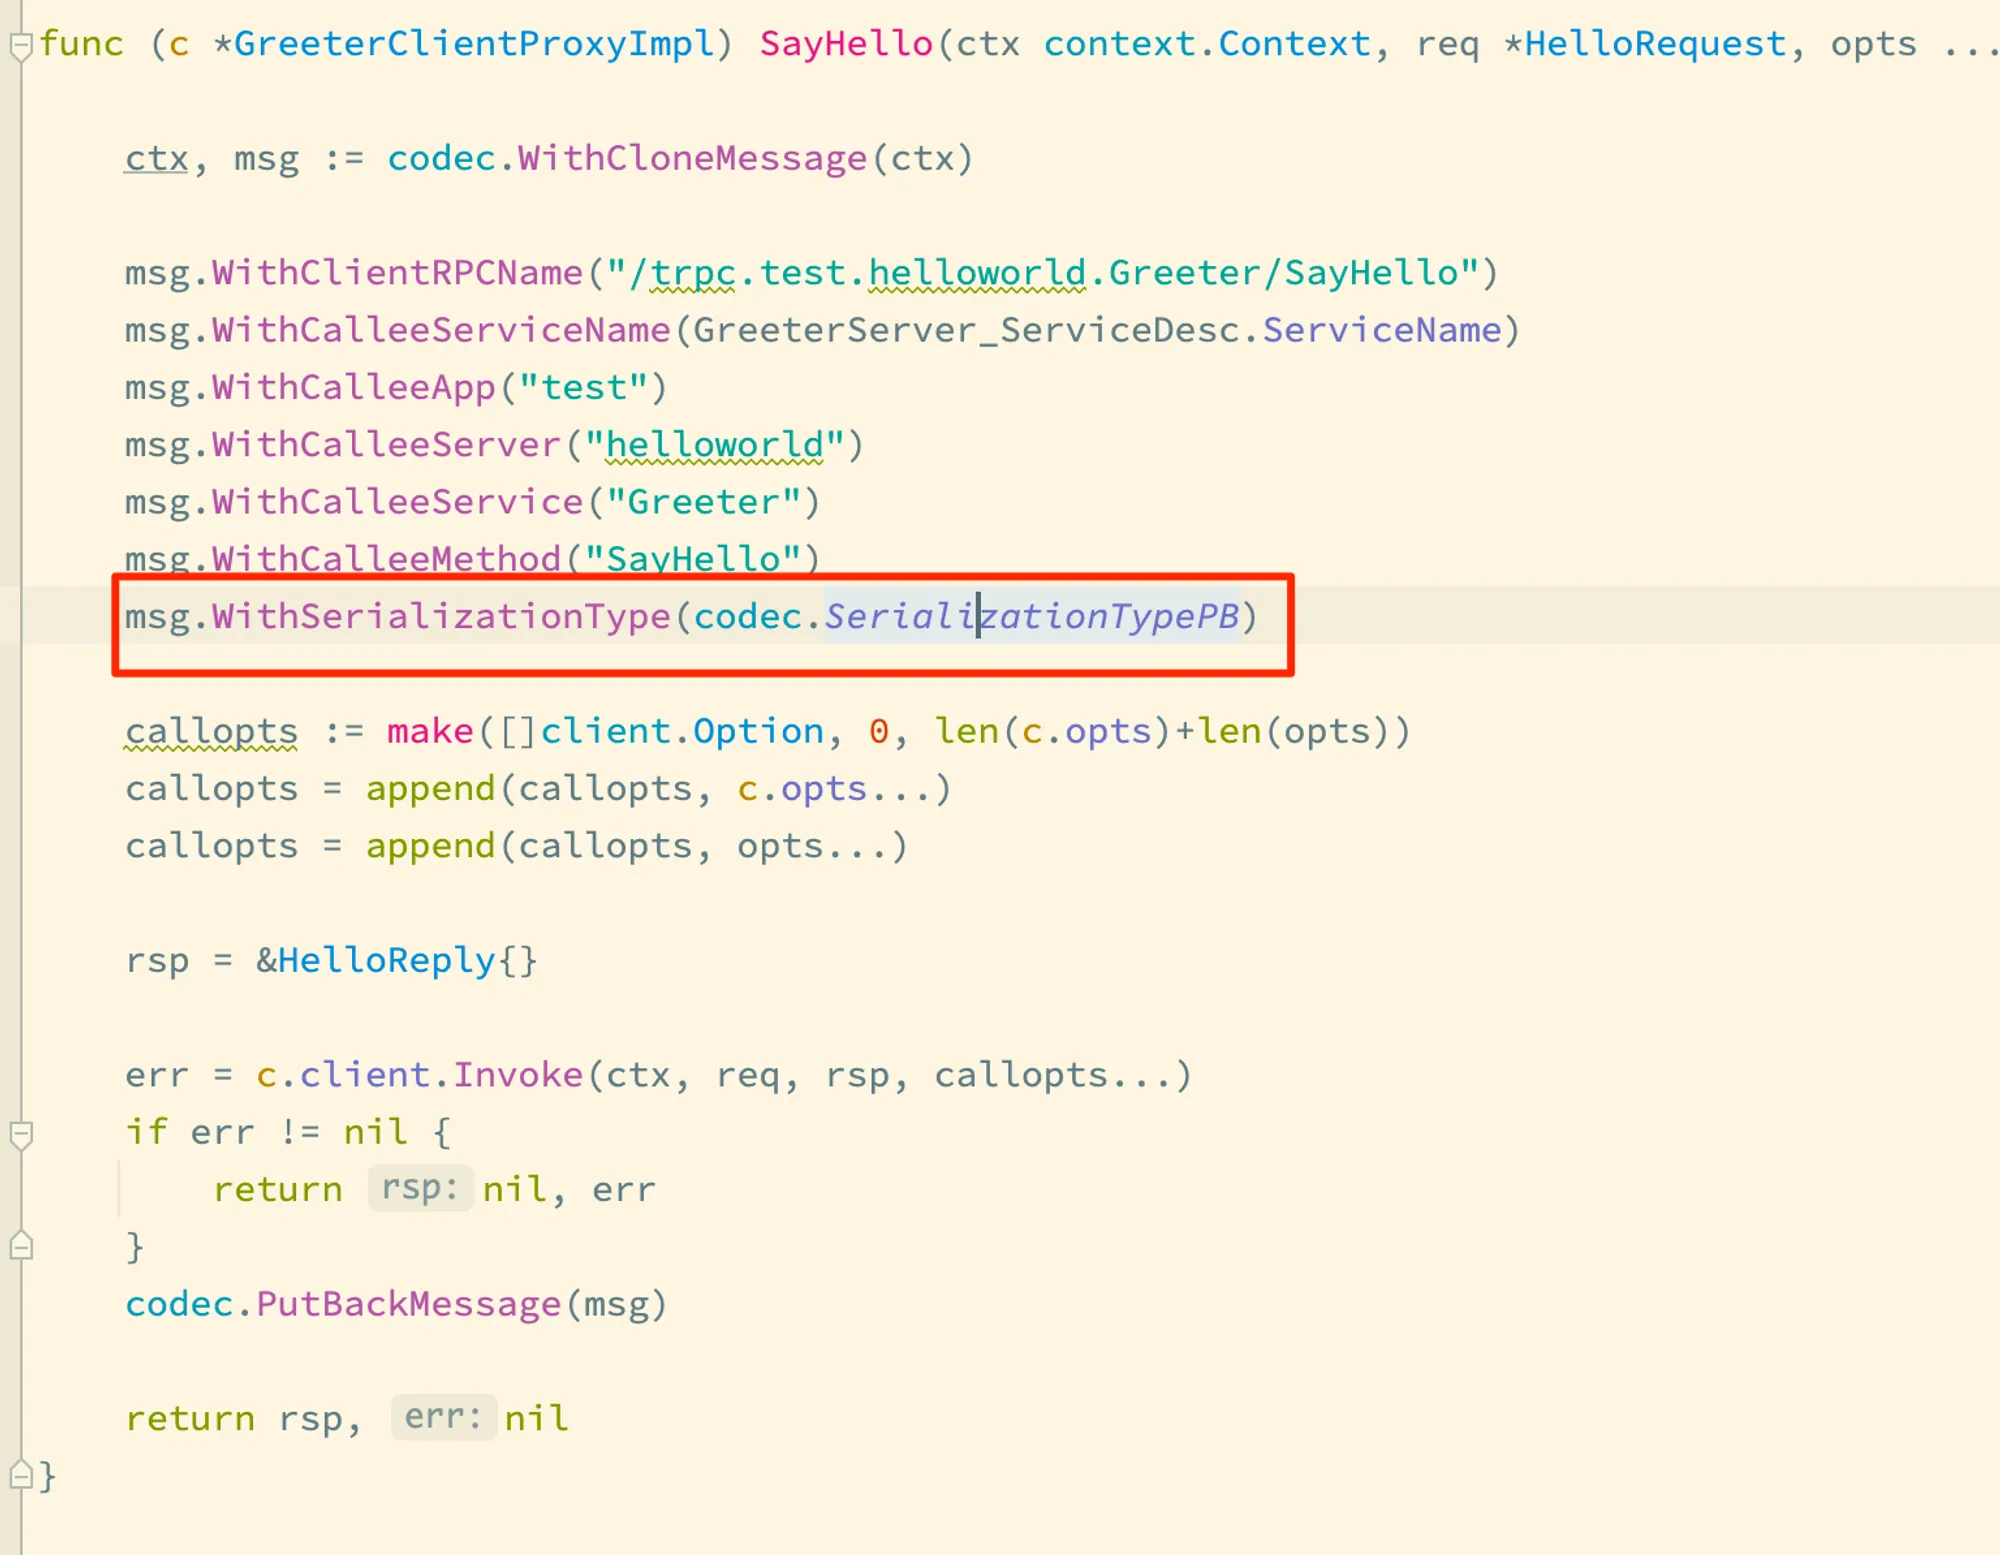 func (c *GreeterClientProxyImpl) SayHello(ctx context.Context, req *HelloRequest, opts ...
ctx, msg := codec.WithCloneMessage(ctx)
msg.WithClientRPCName("/trpc.test.helloworld.Greeter/SayHello")
msg.WithCalleeServiceName(GreeterServer_ServiceDesc.ServiceName)
msg.WithCalleeApp("test")
msg.WithCalleeServer("helloworld")
msg.WithCalleeService("Greeter")
msg.WithCalleeMethod("SayHello")
msg.WithSerializationType(codec.SerializationTypePB)
callopts := make([]client.Option, 0, len(c.opts)+len(opts))
callopts = append(callopts, c.opts...)
callopts = append(callopts, opts...)
rsp = &HelloReply{}
err = c.client.Invoke(ctx, req, rsp, callopts...)
if err != nil {
return rsp: nil, err
}
codec.PutBackMessage(msg)
return rsp, err: nil
}